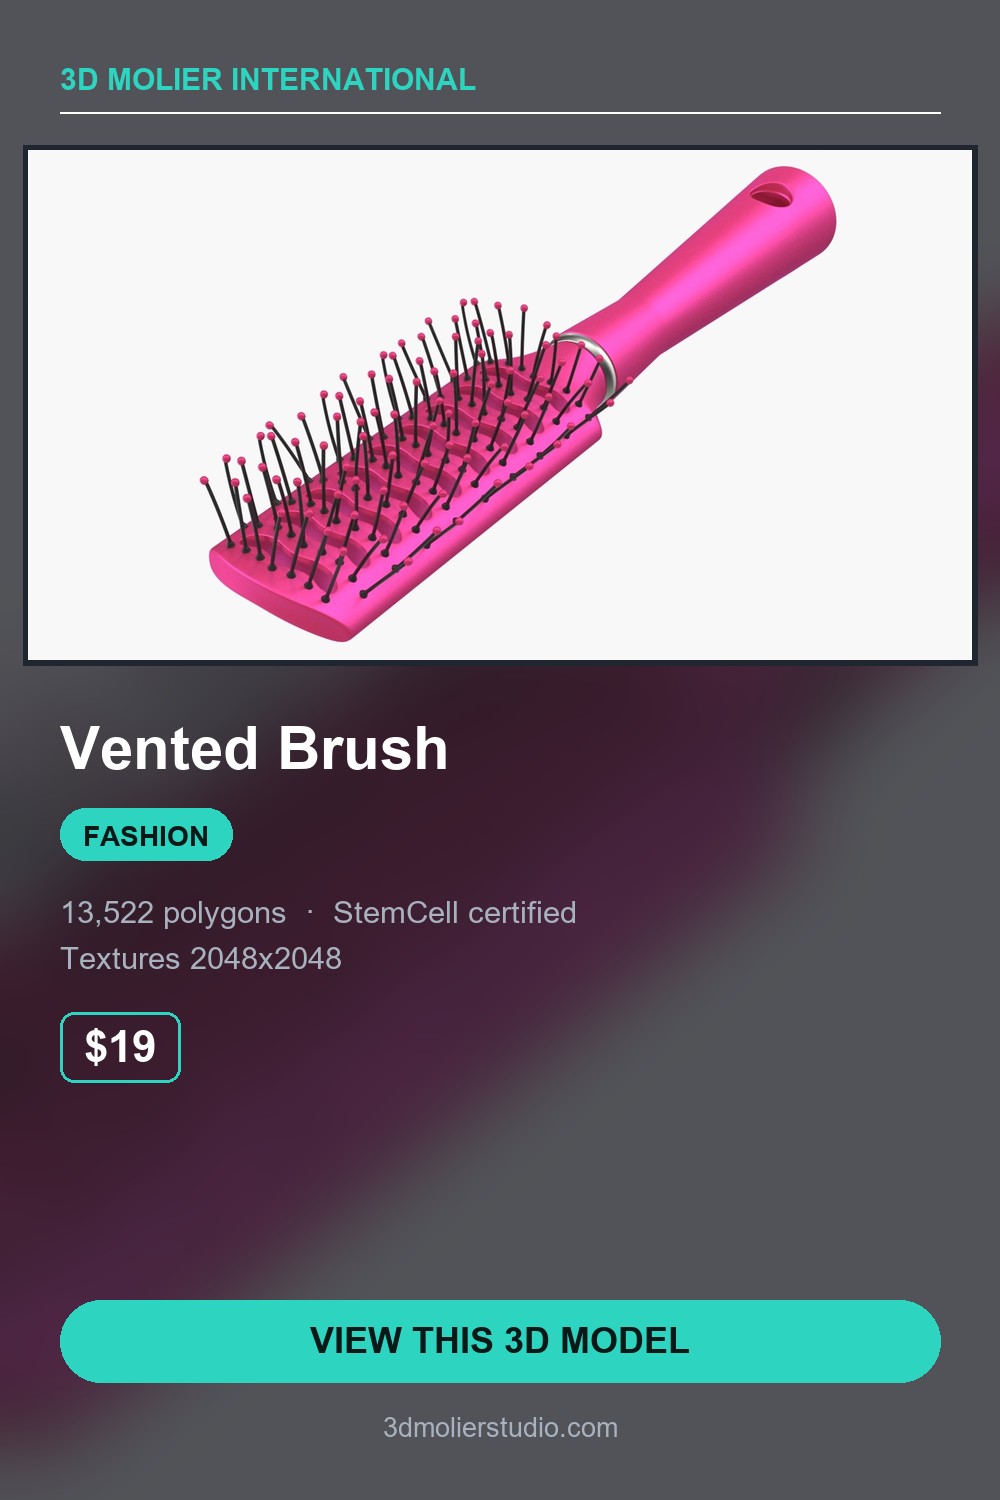 3D MOLIER INTERNATIONAL
Vented Brush
FASHION
13,522 polygons · StemCell certified
Textures 2048x2048
$19
VIEW THIS 3D MODEL
3dmolierstudio.com